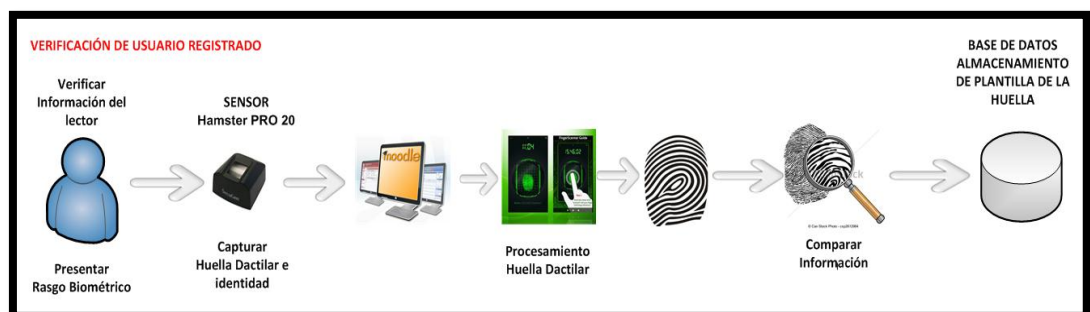 VERIFICACIÓN DE USUARIO REGISTRADO
Verificar
Información del
lector
Presentar
Rasgo Biométrico
SENSOR
Hamster PRO 20
Capturar
Huella Dactilar e
identidad
moodle
Procesamiento
Huella Dactilar
Comparar
Información
BASE DE DATOS
ALMACENAMIENTO
DE PLANTILLA DE LA
HUELLA